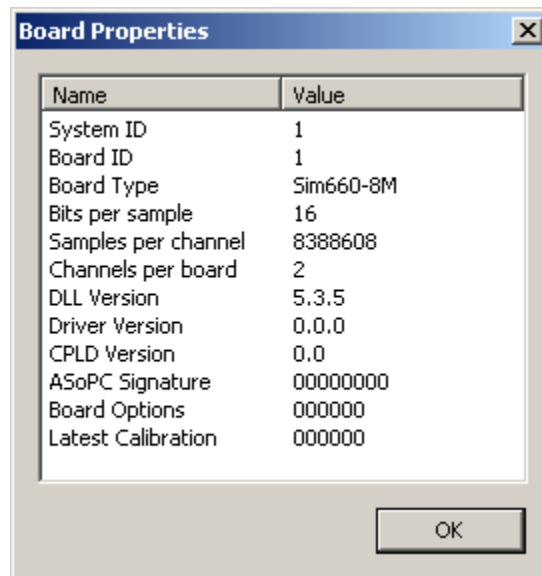 Board Properties
Name Value
System ID 1
Board ID 1
Board Type Sim660-8M
Bits per sample 16
Samples per channel 8388608
Channels per board 2
DLL Version 5.3.5
Driver Version 0.0.0
CPLD Version 0.0
ASoPC Signature 00000000
Board Options 000000
Latest Calibration 000000
OK